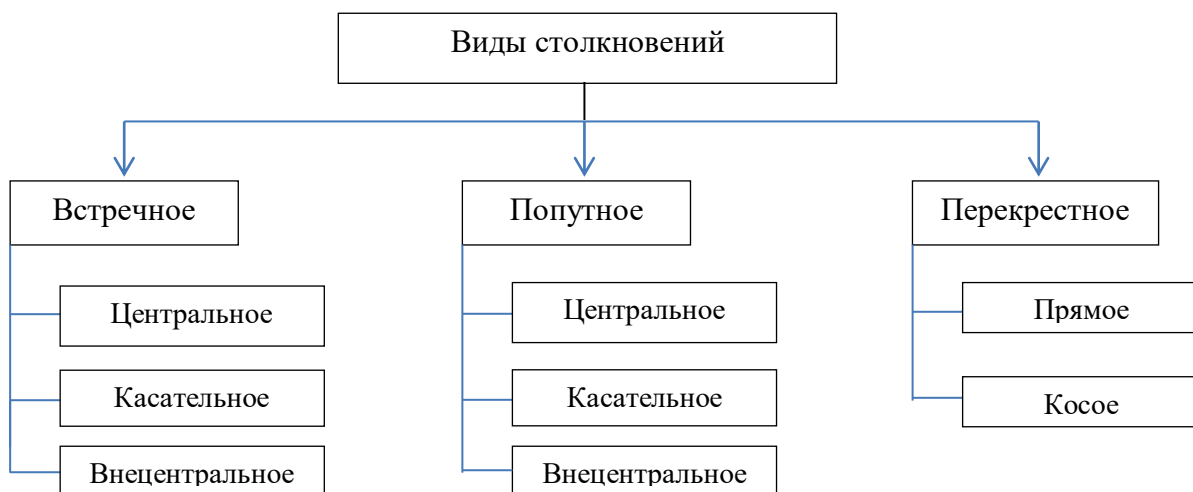 Виды столкновений
Встречное
Попутное
Перекрестное
Центральное
Касательное
Внецентральное
Центральное
Касательное
Внецентральное
Прямое
Косое